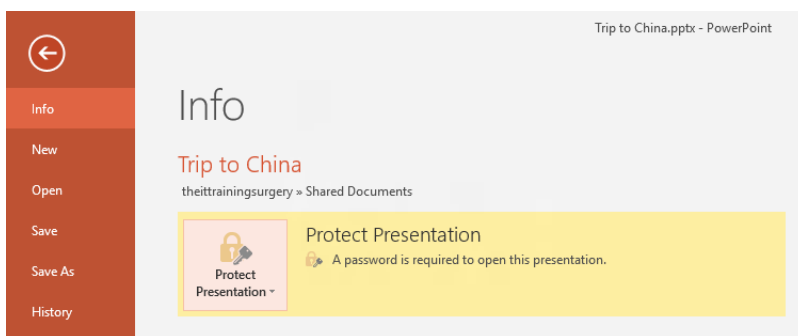 Trip to China.pptx - PowerPoint
Info
New
Open
Save
Save As
History
Info
Trip to China
theittrainingsurgery » Shared Documents
Protect
Presentation
Protect Presentation
A password is required to open this presentation.